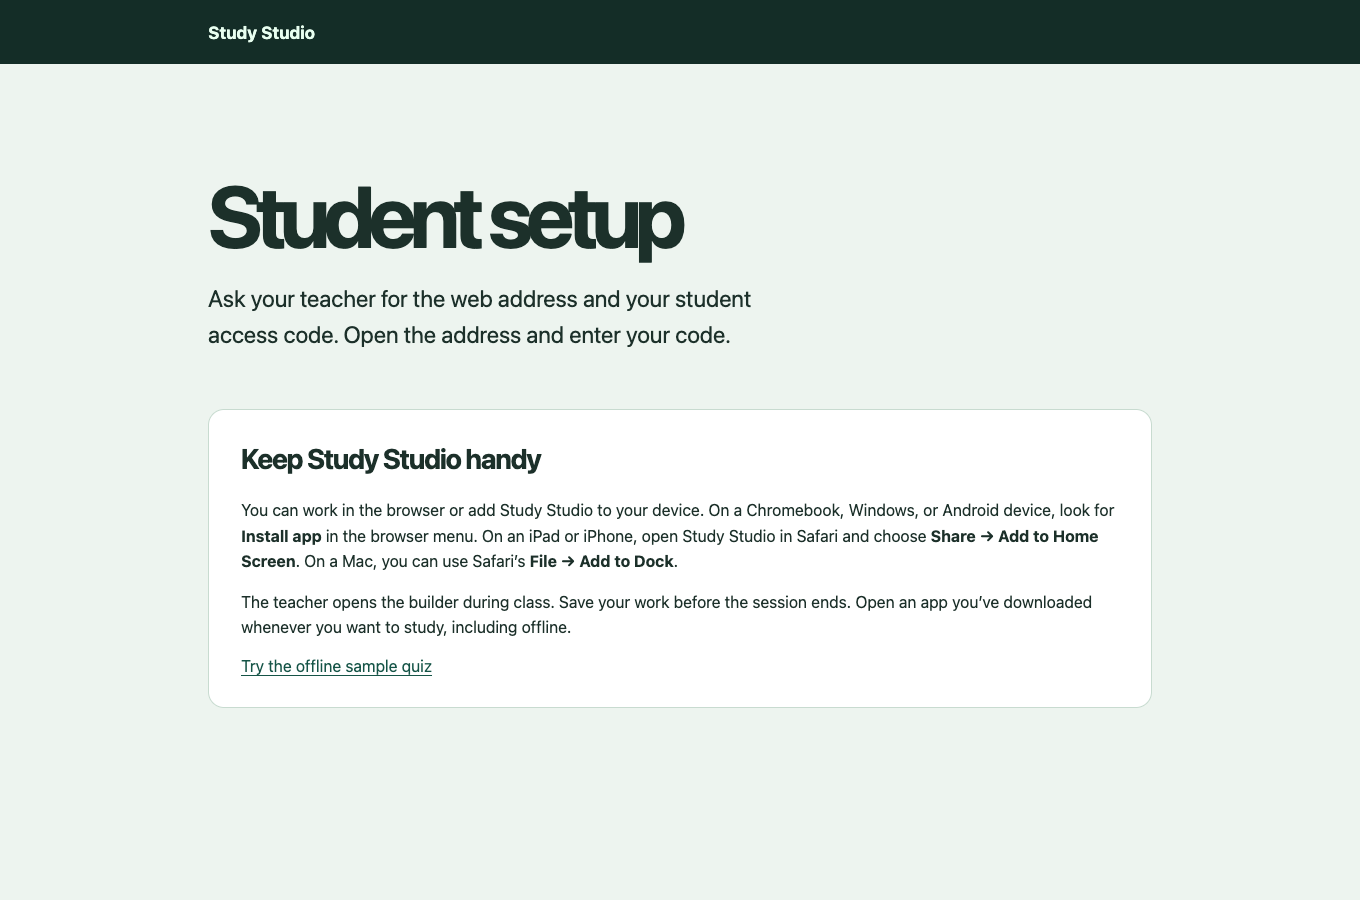 Study Studio
Student setup
Ask your teacher for the web address and your student
access code. Open the address and enter your code.
Keep Study Studio handy
You can work in the browser or add Study Studio to your device. On a Chromebook, Windows, or Android device, look for
Install app in the browser menu. On an iPad or iPhone, open Study Studio in Safari and choose Share → Add to Home
Screen. On a Mac, you can use Safari’s File → Add to Dock.
The teacher opens the builder during class. Save your work before the session ends. Open an app you’ve downloaded
whenever you want to study, including offline.
Try the offline sample quiz